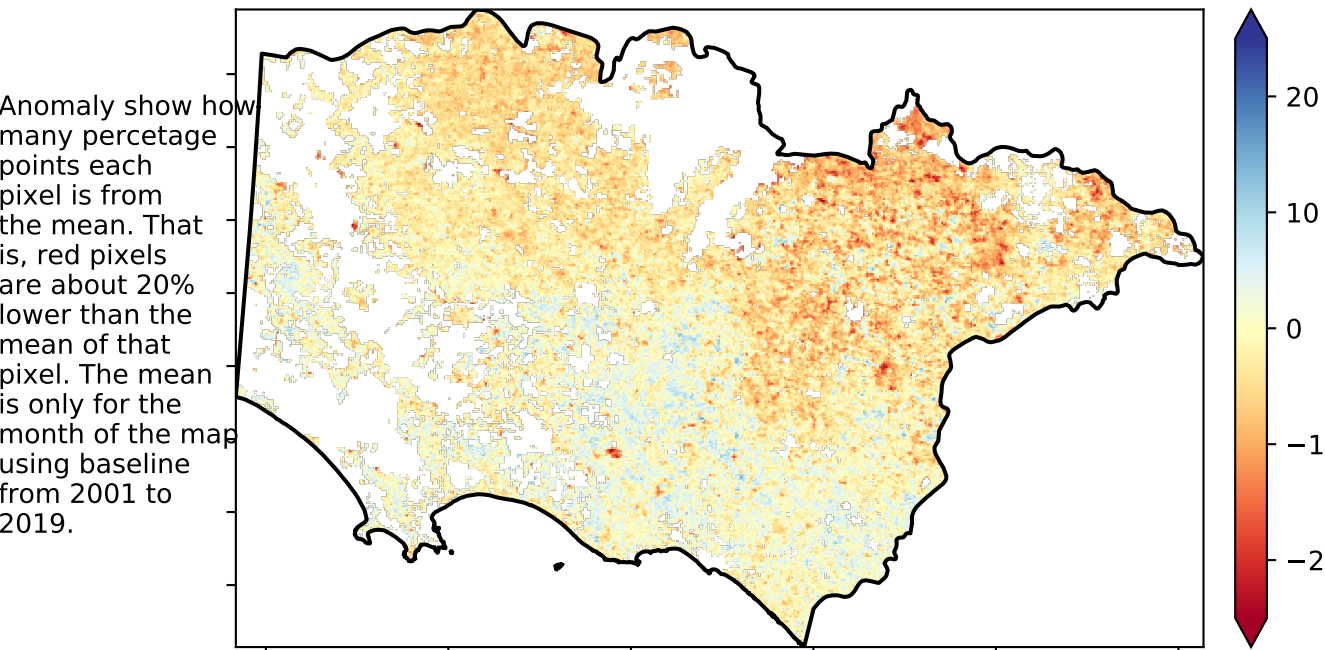 Anomaly show how
many percetage
points each
pixel is from
the mean. That
is, red pixels
are about 20%
lower than the
mean of that
pixel. The mean
is only for the
month of the map
using baseline
from 2001 to
2019.
20
10
0
−1
−2